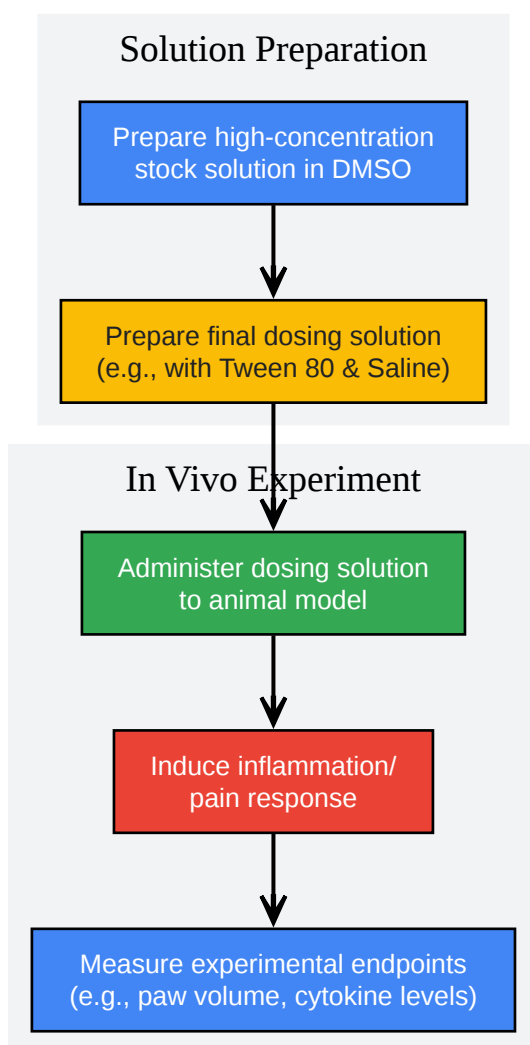 Solution Preparation
Prepare high-concentration
stock solution in DMSO
Prepare final dosing solution
(e.g., with Tween 80 & Saline)
In Vivo Experiment
Administer dosing solution
to animal model
Induce inflammation/
pain response
Measure experimental endpoints
(e.g., paw volume, cytokine levels)